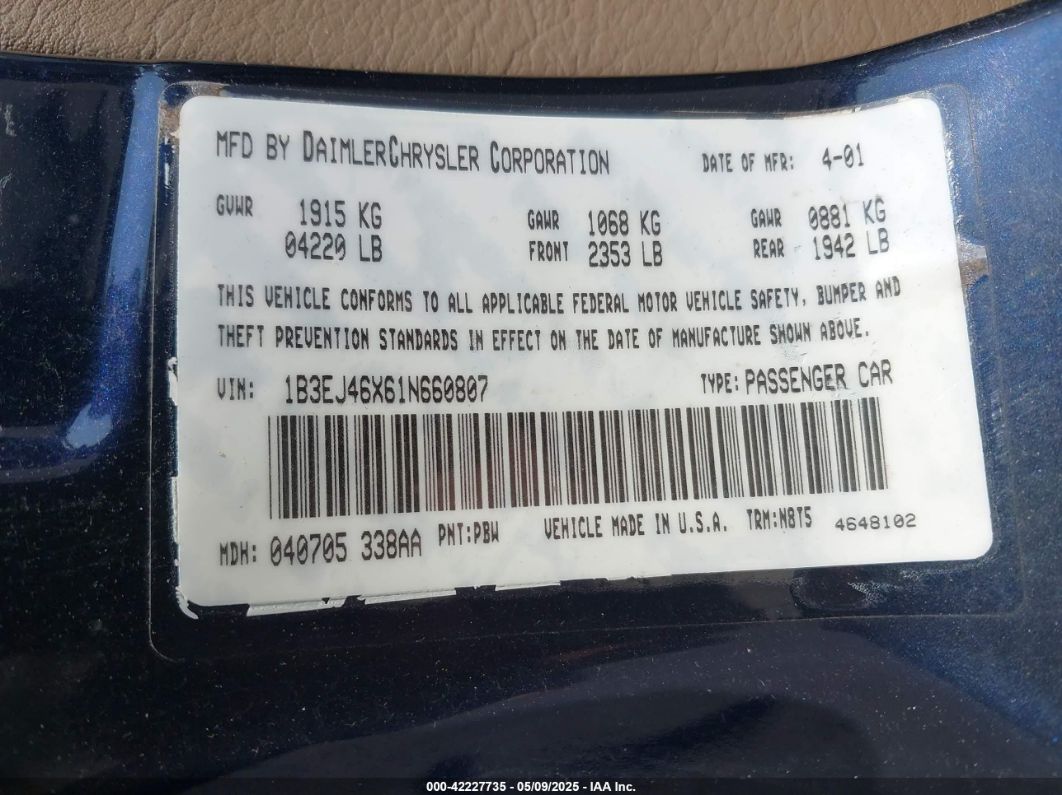 MFD BY DAIMLERCHRYSLER CORPORATION DATE OF MFR: 4-01
GVWR 1915 KG GAWR 1068 KG GAWR 0881 KG
04220 LB FRONT 2353 LB REAR 1942 LB
THIS VEHICLE CONFORMS TO ALL APPLICABLE FEDERAL MOTOR VEHICLE SAFETY, BUMPER AND
THEFT PREVENTION STANDARDS IN EFFECT ON THE DATE OF MANUFACTURE SHOWN ABOVE.
VIN: 1B3EJ46X61N660807 TYPE: PASSENGER CAR
MDH: 040705 338AA PNT:PBW VEHICLE MADE IN U.S.A. TRM:N8T5 4648102
000-42227735 - 05/09/2025 - IAA Inc.